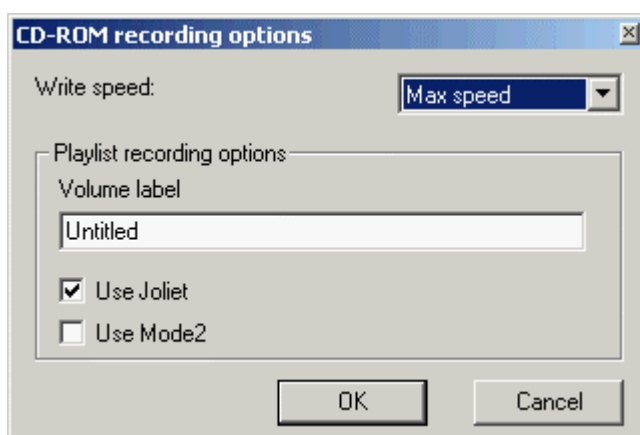 CD-ROM recording options
Write speed:
Max speed
Playlist recording options
Volume label
Untitled
Use Joliet
Use Mode2
OK
Cancel